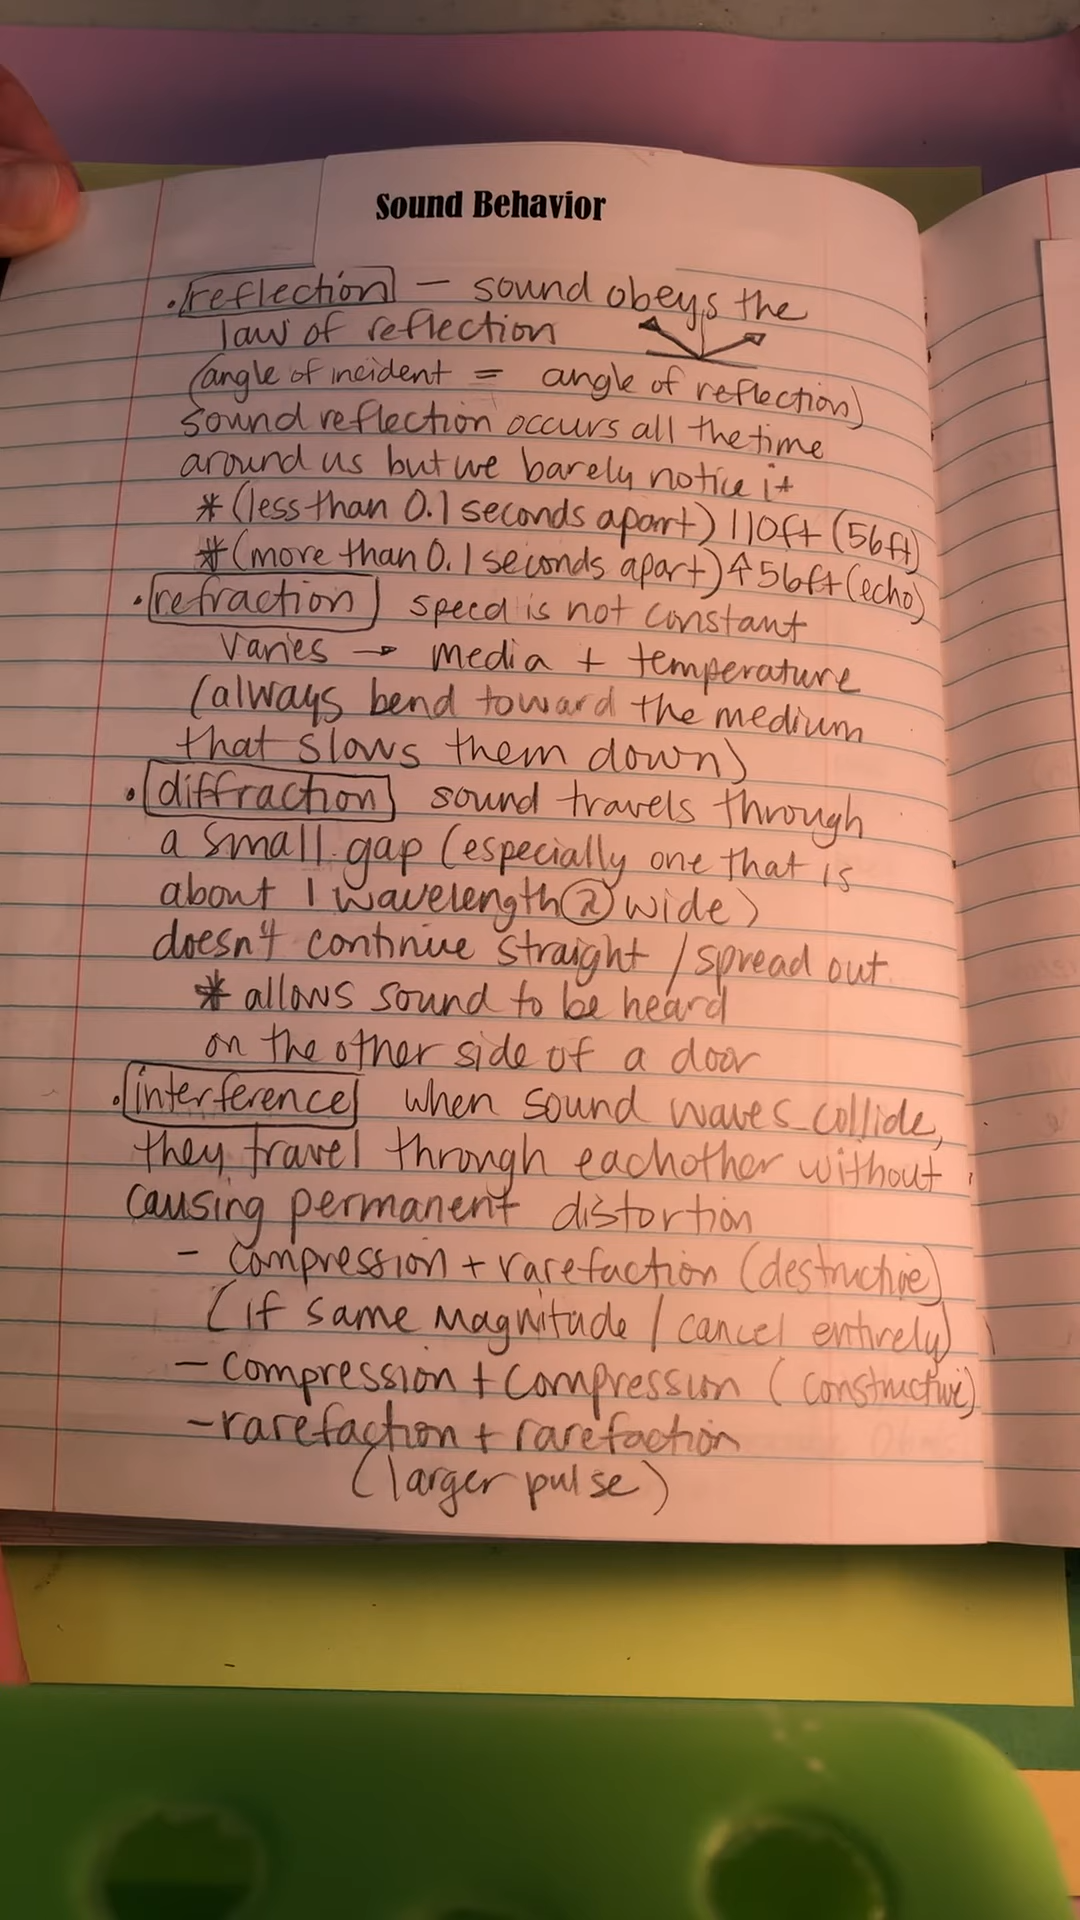 Sound Behavior
• reflection – sound obeys the
law of reflection
(angle of incident = angle of reflection)
sound reflection occurs all the time
around us but we barely notice it
* (less than 0.1 seconds apart) 110ft (56ft)
* (more than 0.1 seconds apart) ↑56ft (echo)
• refraction speed is not constant
varies → media + temperature
(always bend toward the medium
that slows them down)
• diffraction sound travels through
a small gap (especially one that is
about 1 wavelength λ wide)
doesn't continue straight / spread out
* allows sound to be heard
on the other side of a door
• interference when sound waves collide,
they travel through eachother without
causing permanent distortion
- compression + rarefaction (destructive)
(if same magnitude / cancel entirely)
- compression + compression (constructive)
- rarefaction + rarefaction
(larger pulse)